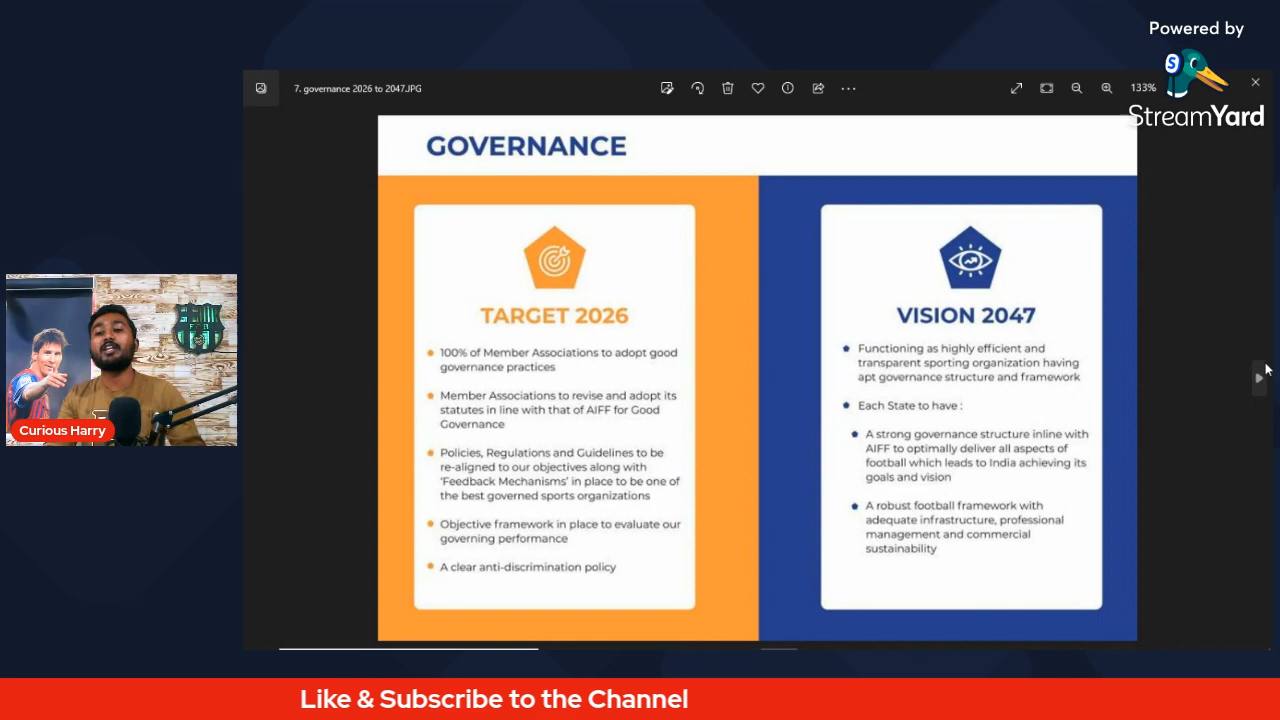 Powered by
StreamYard
7. governance 2026 to 2047.JPG
133%
GOVERNANCE
TARGET 2026
100% of Member Associations to adopt good
governance practices
Member Associations to revise and adopt its
statutes in line with that of AIFF for Good
Governance
Policies, Regulations and Guidelines to be
re-aligned to our objectives along with
‘Feedback Mechanisms’ in place to be one of
the best governed sports organizations
Objective framework in place to evaluate our
governing performance
A clear anti-discrimination policy
VISION 2047
Functioning as highly efficient and
transparent sporting organization having
apt governance structure and framework
Each State to have :
A strong governance structure inline with
AIFF to optimally deliver all aspects of
football which leads to India achieving its
goals and vision
A robust football framework with
adequate infrastructure, professional
management and commercial
sustainability
Curious Harry
Like & Subscribe to the Channel